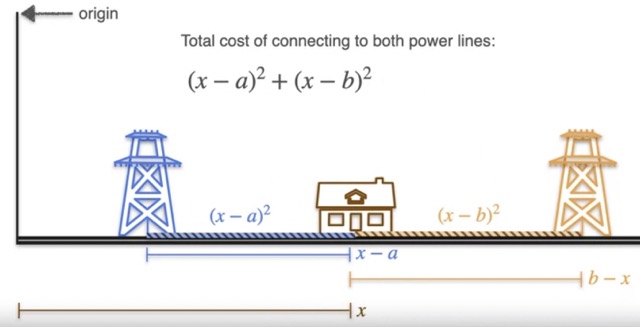 origin
Total cost of connecting to both power lines:
(x – a)² + (x – b)²
(x – a)² (x – b)²
x – a
b – x
x